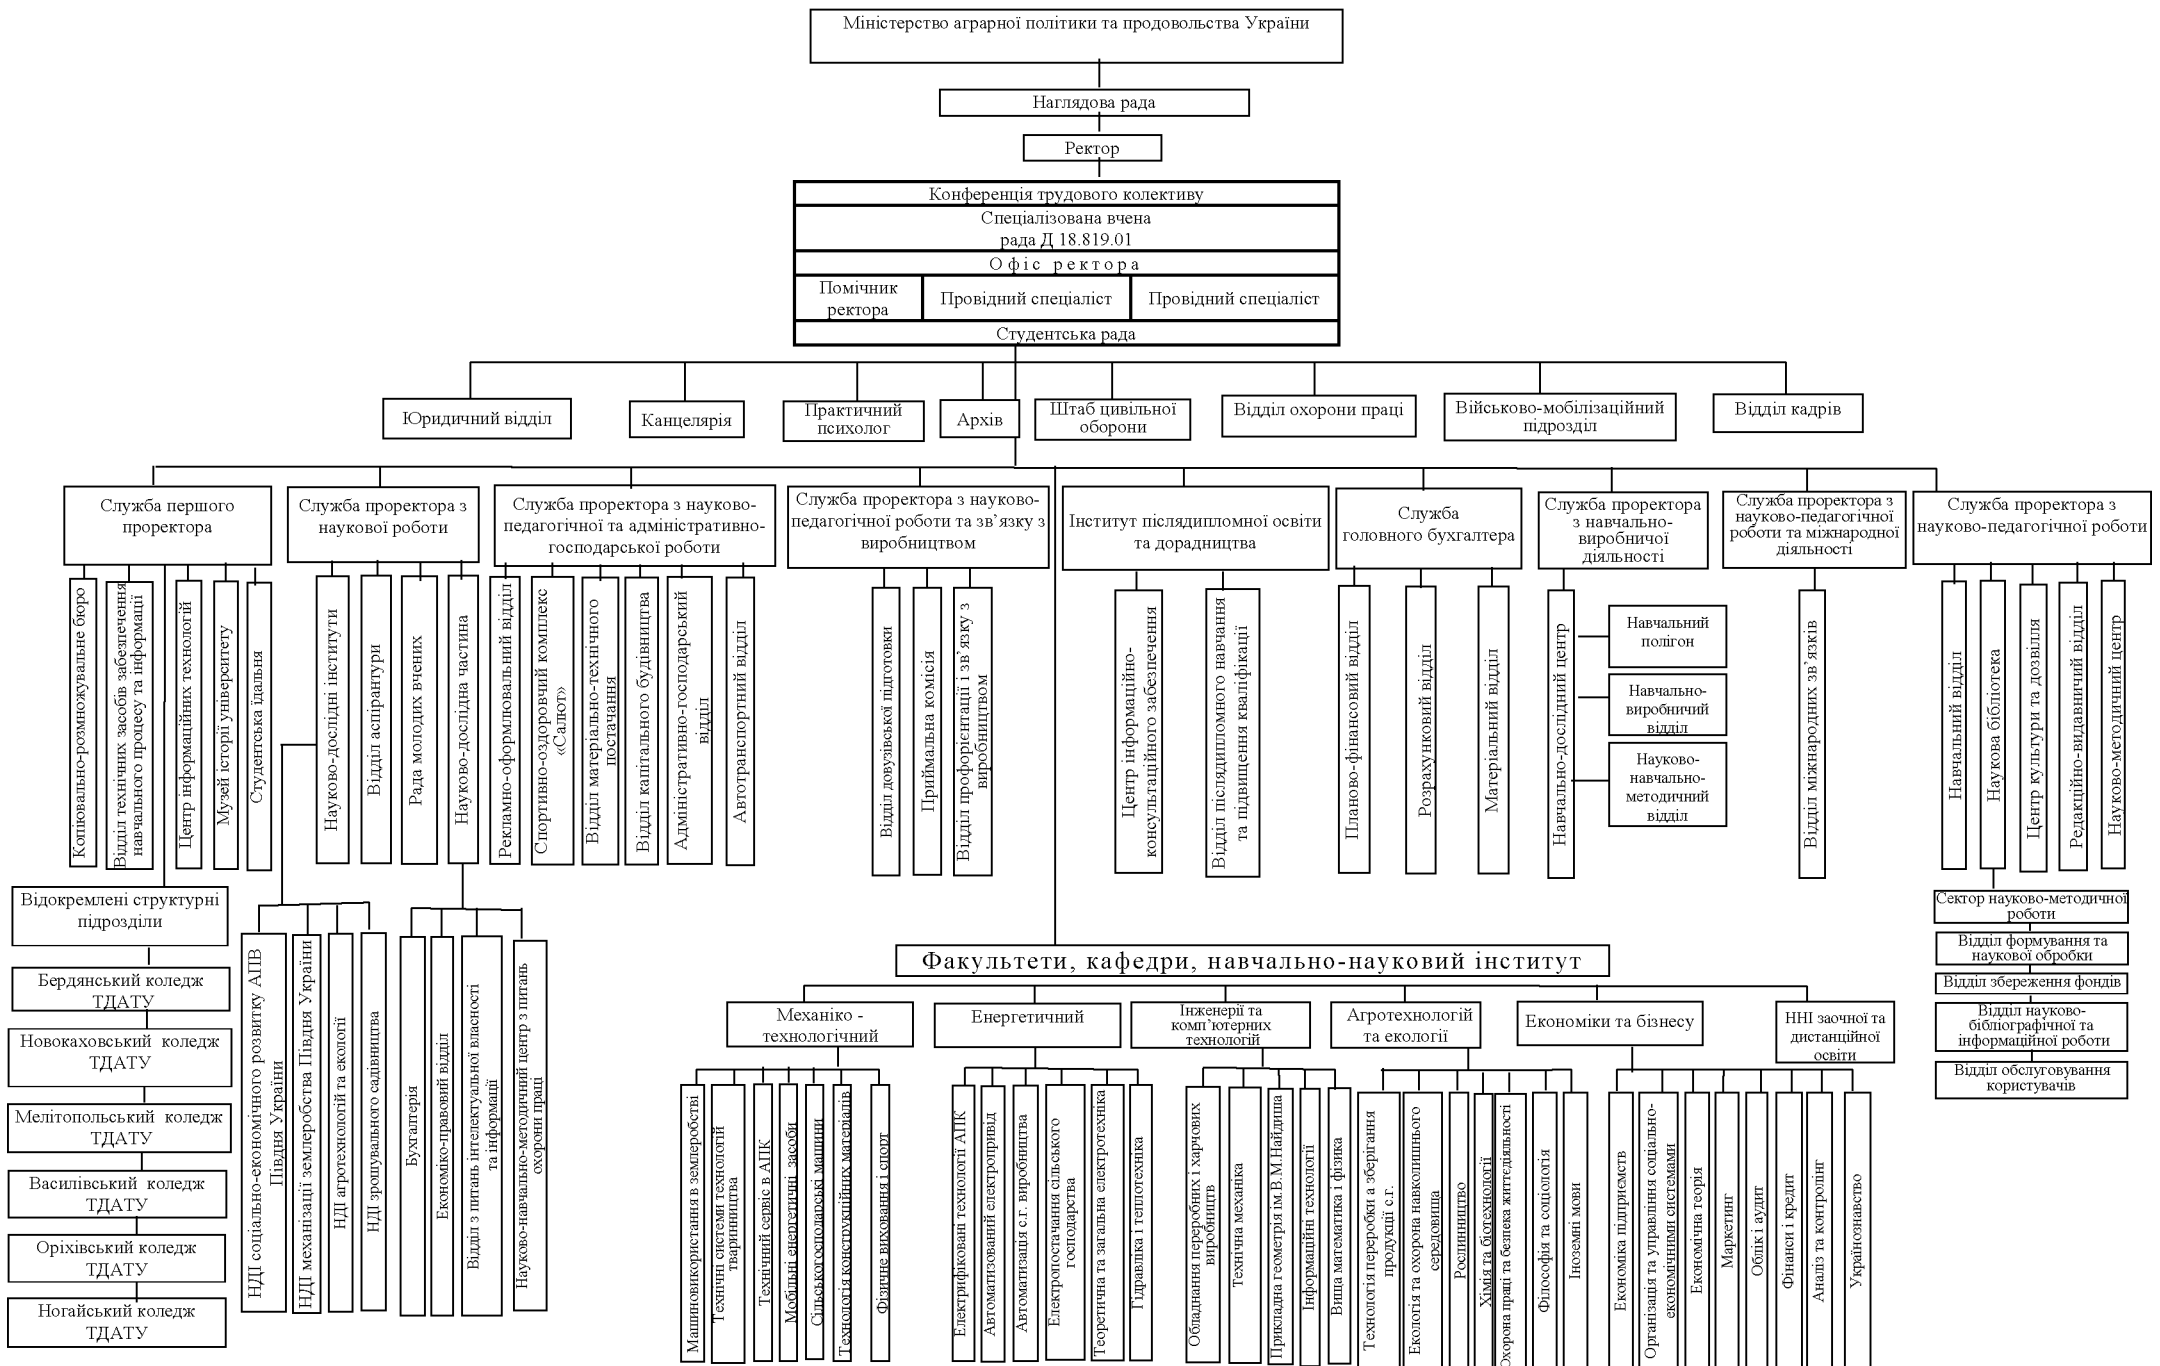 Міністерство аграрної політики та продовольства України
Наглядова рада
Ректор
Конференція трудового колективу
Спеціалізована вчена
рада Д 18.819.01
Офіс ректора
Помічник
ректора
Провідний спеціаліст
Провідний спеціаліст
Студентська рада
Юридичний відділ
Канцелярія
Практичний
психолог
Архів
Штаб цивільної
оборони
Відділ охорони праці
Військово-мобілізаційний
підрозділ
Відділ кадрів
Служба першого
проректора
Служба проректора з
наукової роботи
Служба проректора з науково-
педагогічної та адміністративно-
господарської роботи
Служба проректора з науково-
педагогічної роботи та зв’язку з
виробництвом
Інститут післядипломної освіти
та дорадництва
Служба
головного бухгалтера
Служба проректора
з навчально-
виробничої
діяльності
Служба проректора з
науково-педагогічної
роботи та міжнародної
діяльності
Служба проректора з
науково-педагогічної роботи
Копіювально-розмножувальне бюро
Відділ технічних засобів забезпечення
навчального процесу та інформації
Центр інформаційних технологій
Музей історії університету
Студентська їдальня
Науково-дослідні інститути
Відділ аспірантури
Рада молодих вчених
Науково-дослідна частина
Рекламно-оформлювальний відділ
Спортивно-оздоровчий комплекс
«Салют»
Відділ матеріально-технічного
постачання
Відділ капітального будівництва
Адміністративно-господарський
відділ
Автотранспортний відділ
Відділ довузівської підготовки
Приймальна комісія
Відділ профорієнтації і зв’язку з
виробництвом
Центр інформаційно-
консультаційного забезпечення
Відділ післядипломного навчання
та підвищення кваліфікації
Планово-фінансовий відділ
Розрахунковий відділ
Матеріальний відділ
Навчально-дослідний центр
Навчальний
полігон
Навчально-
виробничий
відділ
Науково-
навчально-
методичний
відділ
Відділ міжнародних зв’язків
Навчальний відділ
Наукова бібліотека
Центр культури та дозвілля
Редакційно-видавничий відділ
Науково-методичний центр
Відокремлені структурні
підрозділи
Бердянський коледж
ТДАТУ
Новокаховський коледж
ТДАТУ
Мелітопольський коледж
ТДАТУ
Василівський коледж
ТДАТУ
Оріхівський коледж
ТДАТУ
Ногайський коледж
ТДАТУ
НДІ соціально-економічного розвитку АПВ
Півдня України
НДІ механізації землеробства Півдня України
НДІ агротехнологій та екології
НДІ зрошувального садівництва
Бухгалтерія
Економіко-правовий відділ
Відділ з питань інтелектуальної власності
та інформації
Науково-навчально-методичний центр з питань
охорони праці
Сектор науково-методичної
роботи
Відділ формування та
наукової обробки
Відділ збереження фондів
Відділ науково-
бібліографічної та
інформаційної роботи
Відділ обслуговування
користувачів
Факультети, кафедри, навчально-науковий інститут
Механіко -
технологічний
Енергетичний
Інженерії та
комп’ютерних
технологій
Агротехнологій
та екології
Економіки та бізнесу
ННІ заочної та
дистанційної
освіти
Машиновикористання в землеробстві
Технічні системи технологій
тваринництва
Технічний сервіс в АПК
Мобільні енергетичні засоби
Сільськогосподарські машини
Технологія конструкційних матеріалів
Фізичне виховання і спорт
Електрифіковані технології АПК
Автоматизований електропривід
Автоматизація с.г. виробництва
Електропостачання сільського
господарства
Теоретична та загальна електротехніка
Гідравліка і теплотехніка
Обладнання переробних і харчових
виробництв
Технічна механіка
Прикладна геометрія ім.В.М.Найдиша
Інформаційні технології
Вища математика і фізика
Технологія переробки а зберігання
продукції с.г.
Екологія та охорона навколишнього
середовища
Рослинництво
Хімія та біотехнології
Охорона праці та безпека життєдіяльності
Філософія та соціологія
Іноземні мови
Економіка підприємств
Організація та управління соціально-
економічними системами
Економічна теорія
Маркетинг
Облік і аудит
Фінанси і кредит
Аналіз та контролінг
Українознавство